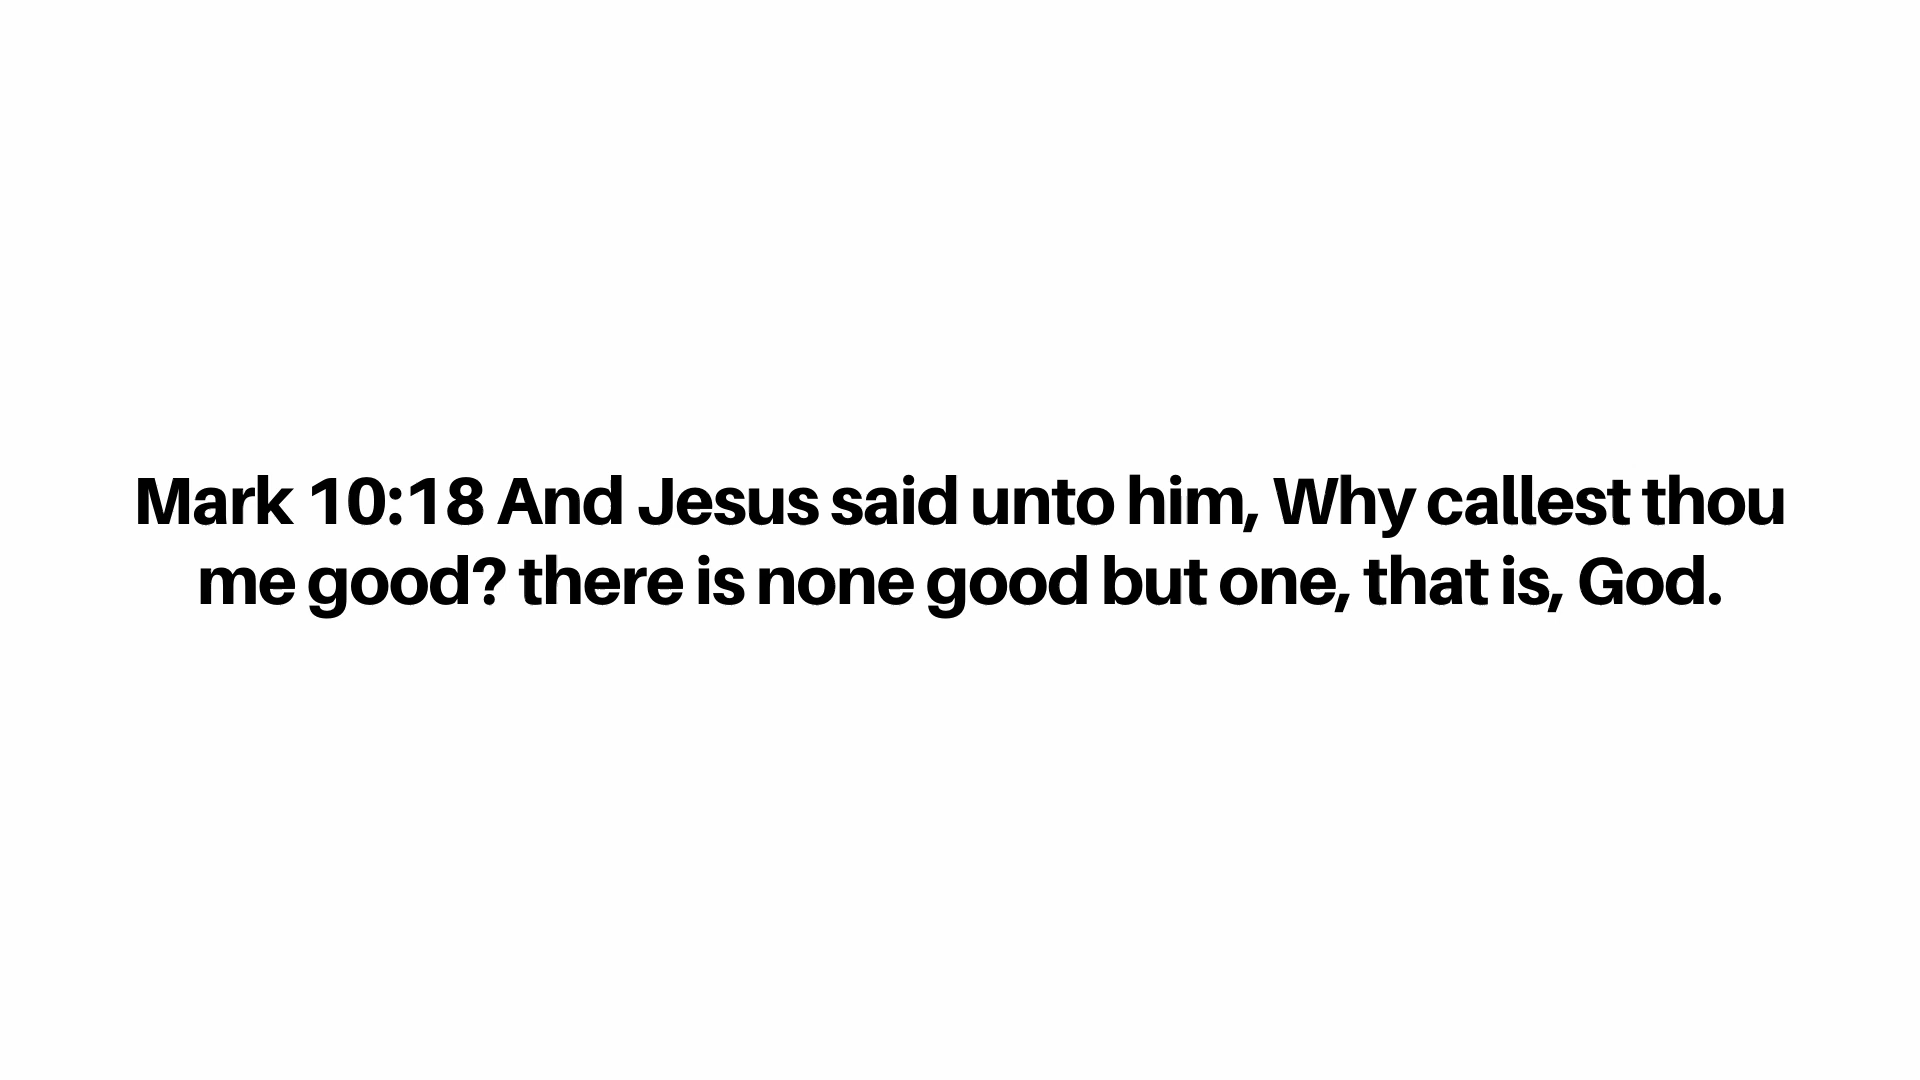 Mark 10:18 And Jesus said unto him, Why callest thou
me good? there is none good but one, that is, God.